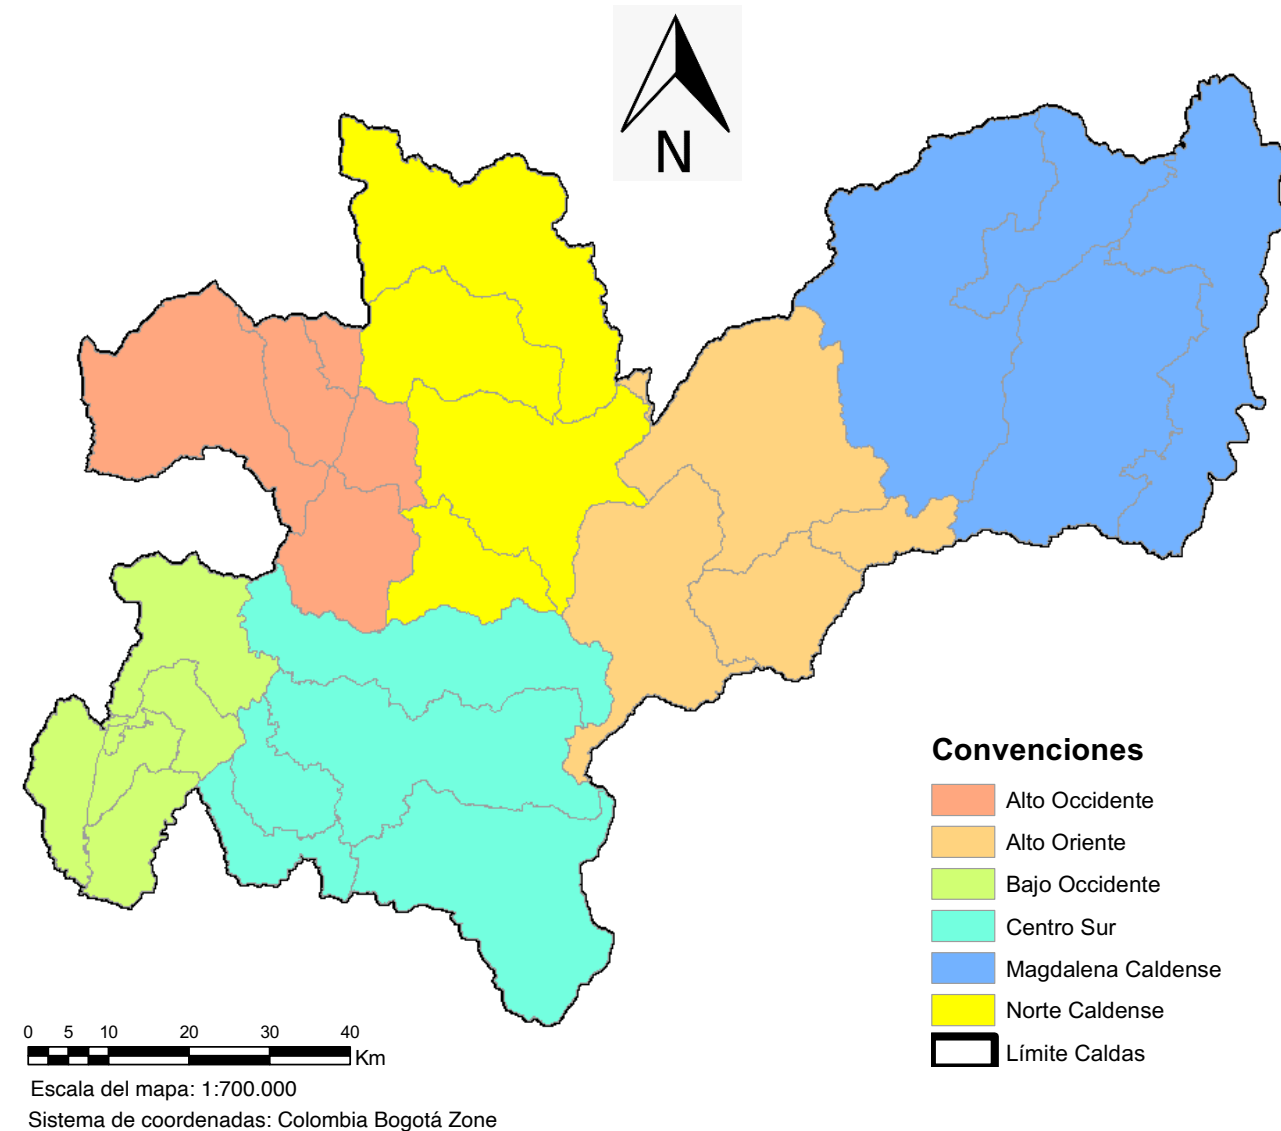 N
Convenciones
Alto Occidente
Alto Oriente
Bajo Occidente
Centro Sur
Magdalena Caldense
Norte Caldense
Límite Caldas
0 5 10 20 30 40
Km
Escala del mapa: 1:700.000
Sistema de coordenadas: Colombia Bogotá Zone